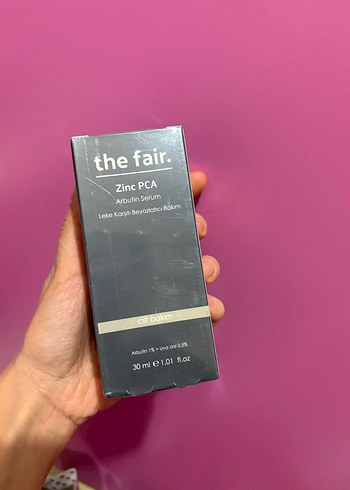 the fair.
Zinc PCA
Arbutin Serum
Leke Karşıtı Beyazlatıcı Bakım
cilt bakım
Arbutin 1% + Uva Ursi 0,5%
30 ml ℮ 1,01 fl.oz